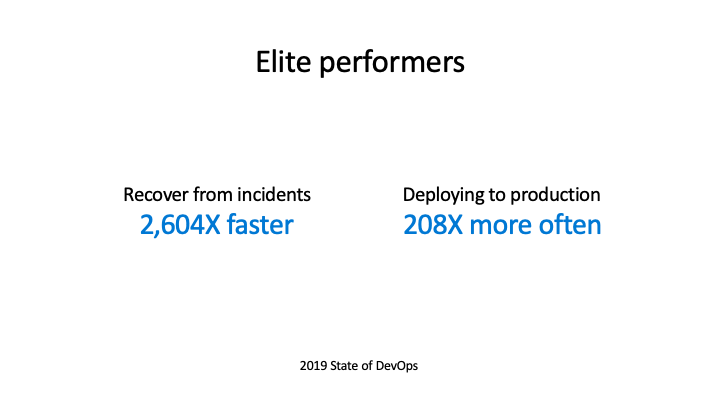 Elite performers
Recover from incidents
2,604X faster
Deploying to production
208X more often
2019 State of DevOps